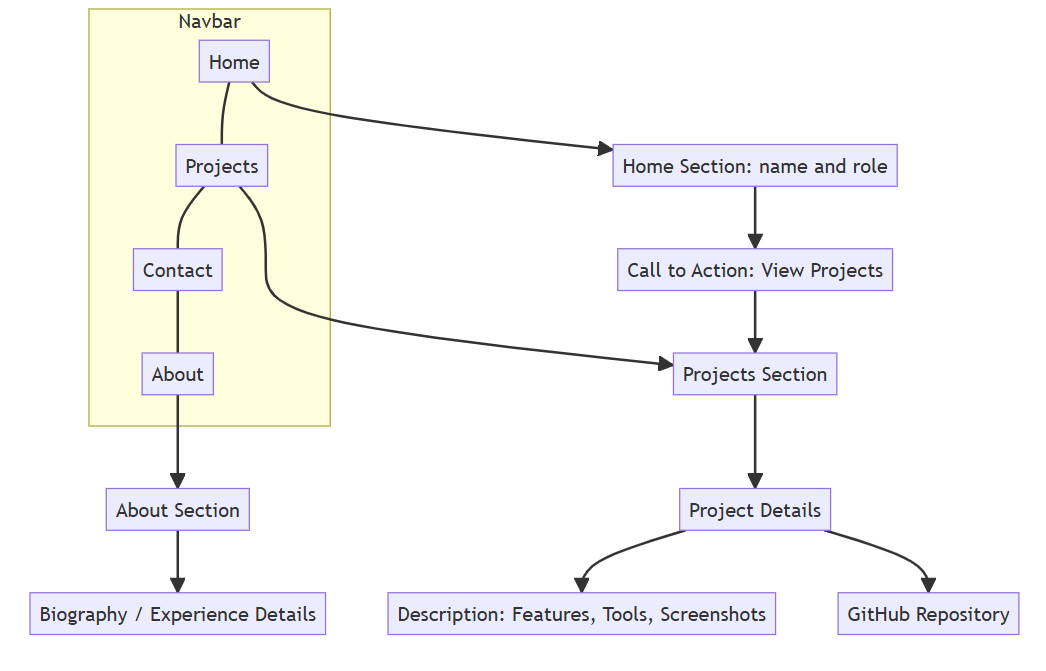 Navbar
Home
Projects
Home Section: name and role
Contact
Call to Action: View Projects
About
Projects Section
About Section
Project Details
Biography / Experience Details
Description: Features, Tools, Screenshots
GitHub Repository